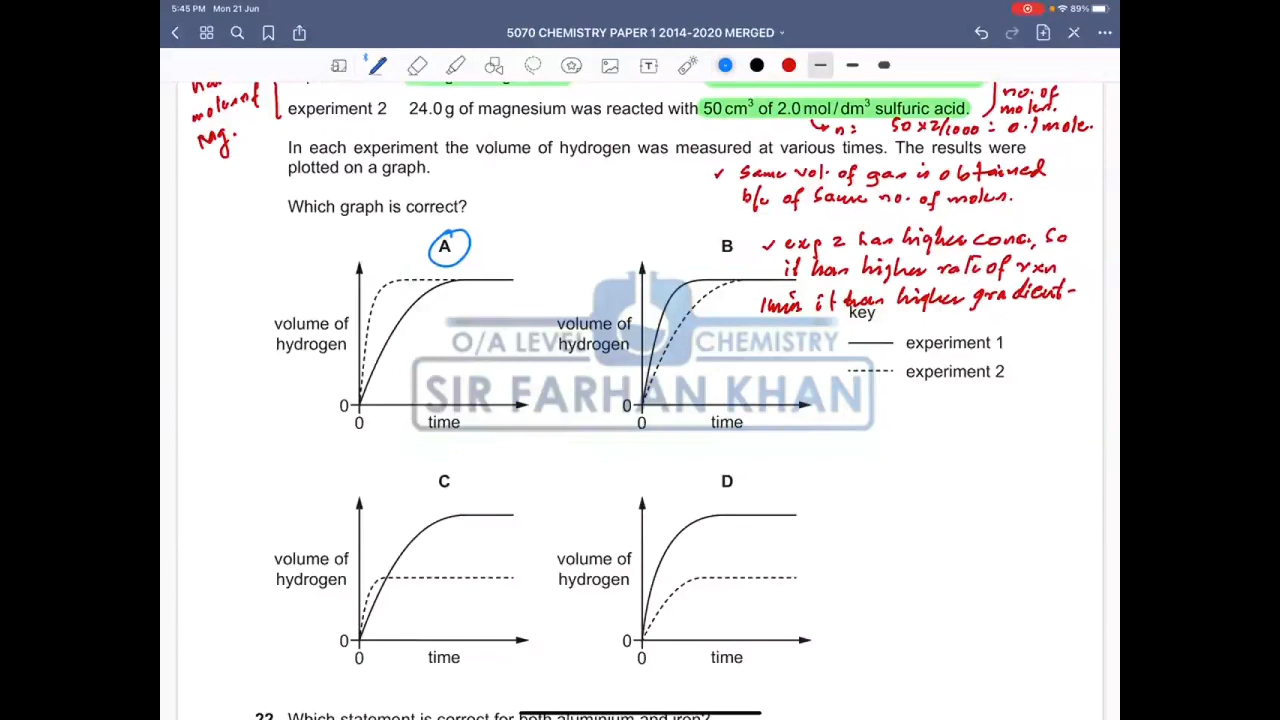 5:45 PM Mon 21 Jun
89%
5070 CHEMISTRY PAPER 1 2014-2020 MERGED
moles of
Mg.
no. of
moles.
experiment 2 24.0 g of magnesium was reacted with 50 cm³ of 2.0 mol / dm³ sulfuric acid.
n = 50 x 2/1000 = 0.1 mole.
In each experiment the volume of hydrogen was measured at various times. The results were
plotted on a graph.
✓ same vol. of gas is obtained
b/c of same no. of moles.
Which graph is correct?
✓ exp 2 has higher conc, so
it has higher rate of rxn
it has higher gradient
A
B
volume of
hydrogen
0
0
time
volume of
hydrogen
0
0
time
key
experiment 1
experiment 2
O/A LEVEL CHEMISTRY
SIR FARHAN KHAN
C
D
volume of
hydrogen
0
0
time
volume of
hydrogen
0
0
time
22 Which statement is correct for both aluminium and iron?